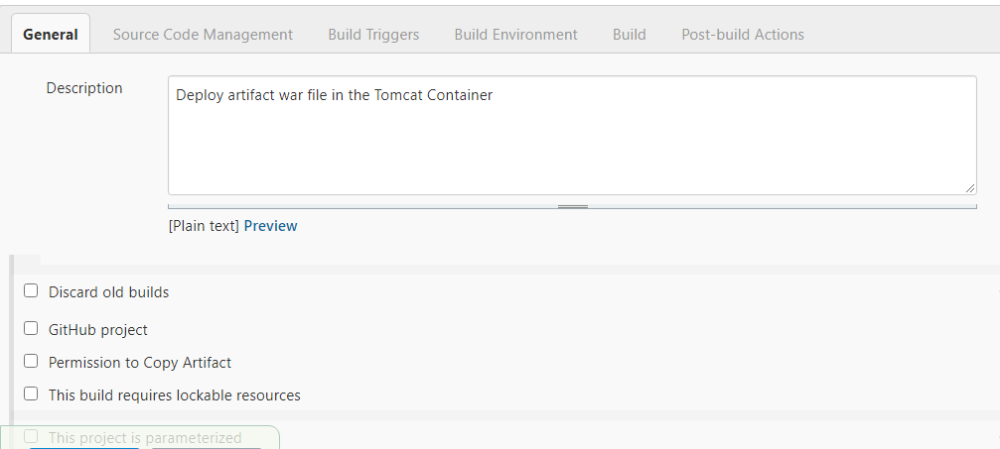 General Source Code Management Build Triggers Build Environment Build Post-build Actions
Description
Deploy artifact war file in the Tomcat Container
[Plain text] Preview
Discard old builds
GitHub project
Permission to Copy Artifact
This build requires lockable resources
This project is parameterized